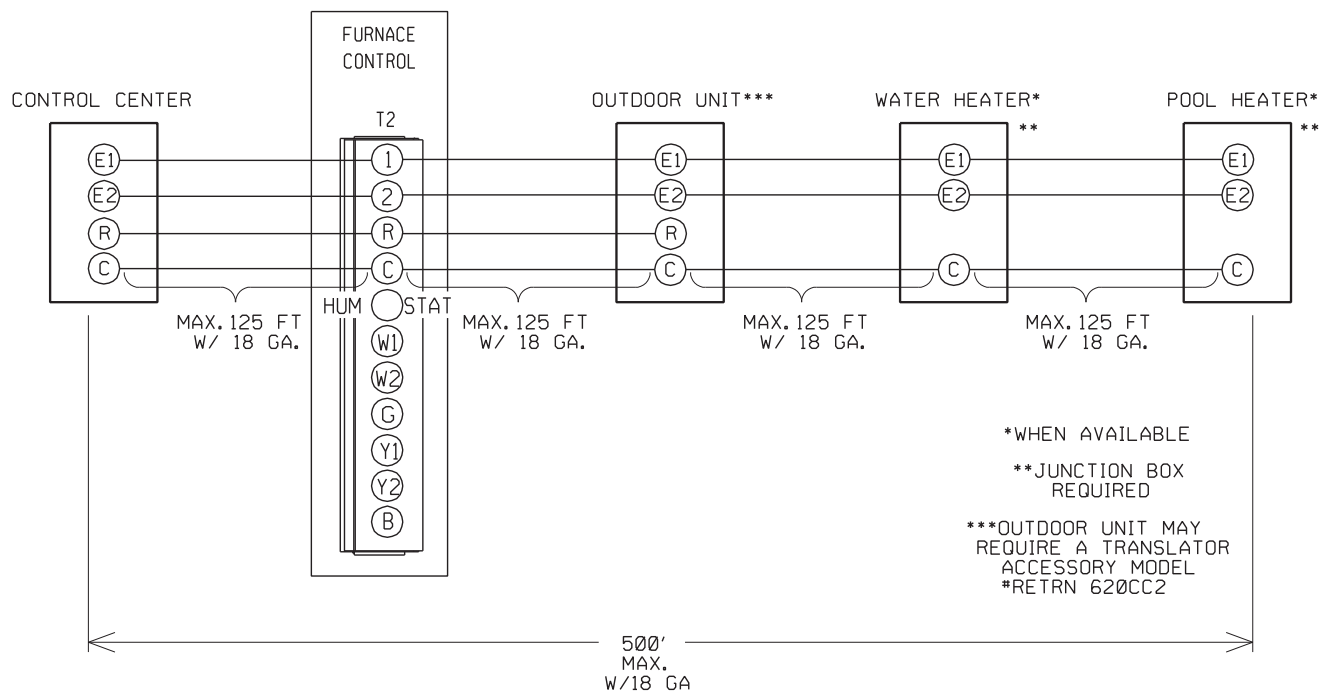 FURNACE
CONTROL
CONTROL CENTER
OUTDOOR UNIT***
WATER HEATER*
**
POOL HEATER*
**
T2
E1
1
E1
E1
E1
E2
2
E2
E2
E2
R
R
R
C
C
C
C
C
HUM STAT
MAX. 125 FT
W/ 18 GA.
MAX. 125 FT
W/ 18 GA.
MAX. 125 FT
W/ 18 GA.
MAX. 125 FT
W/ 18 GA.
W1
W2
G
Y1
Y2
B
*WHEN AVAILABLE
**JUNCTION BOX
REQUIRED
***OUTDOOR UNIT MAY
REQUIRE A TRANSLATOR
ACCESSORY MODEL
#RETRN 620CC2
500'
MAX.
W/18 GA